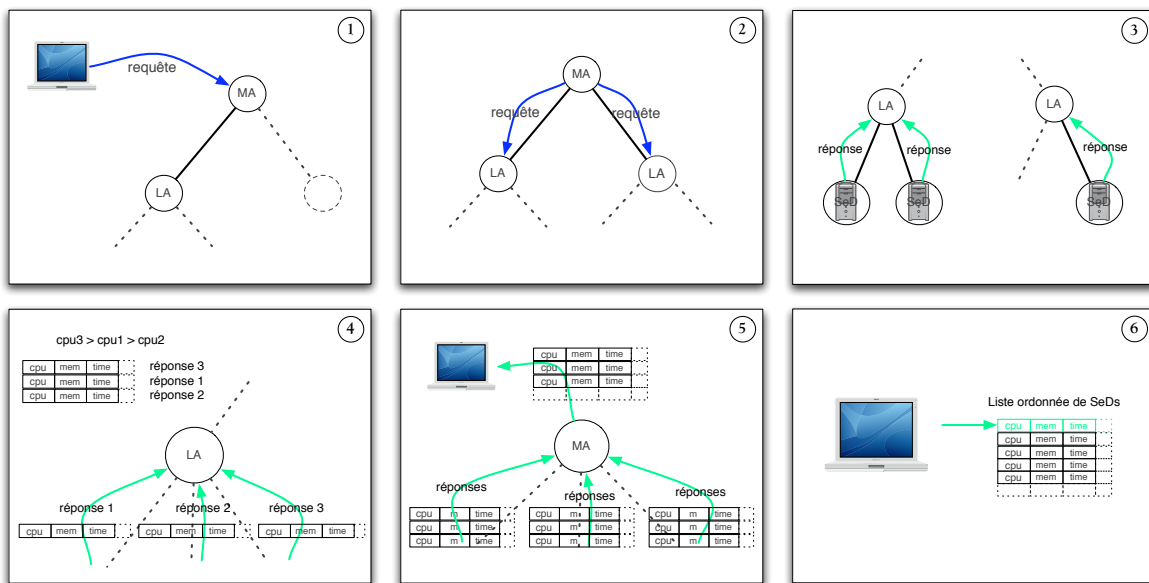 1
requête
MA
LA
2
MA
requête
requête
LA
LA
3
LA
LA
réponse
réponse
réponse
SeD
SeD
SeD
4
cpu3 > cpu1 > cpu2
cpu mem time
réponse 3
cpu mem time
réponse 1
cpu mem time
réponse 2
LA
réponse 1
réponse 2
réponse 3
cpu mem time
cpu mem time
cpu mem time
5
cpu mem time
cpu mem time
cpu mem time
MA
réponses
réponses
réponses
cpu m time
cpu m time
cpu m time
cpu m time
cpu m time
cpu m time
cpu m time
cpu m time
cpu m time
6
Liste ordonnée de SeDs
cpu mem time
cpu mem time
cpu mem time
cpu mem time
cpu mem time